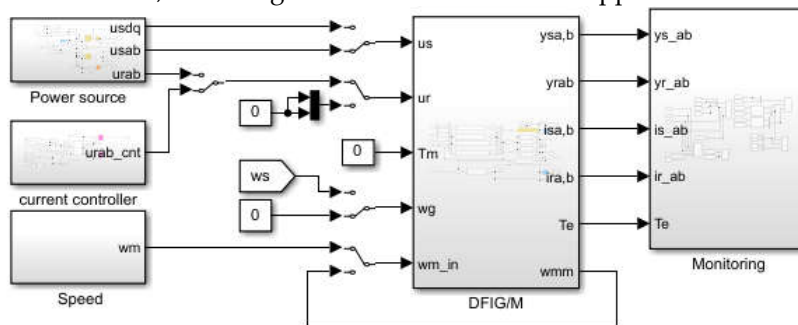 usdq
usab
urab
Power source
urab_cnt
current controller
wm
Speed
0
0
ws
0
us
ur
Tm
wg
wm_in
ysa,b
yrab
isa,b
ira,b
Te
wmm
DFIG/M
ys_ab
yr_ab
is_ab
ir_ab
Te
Monitoring